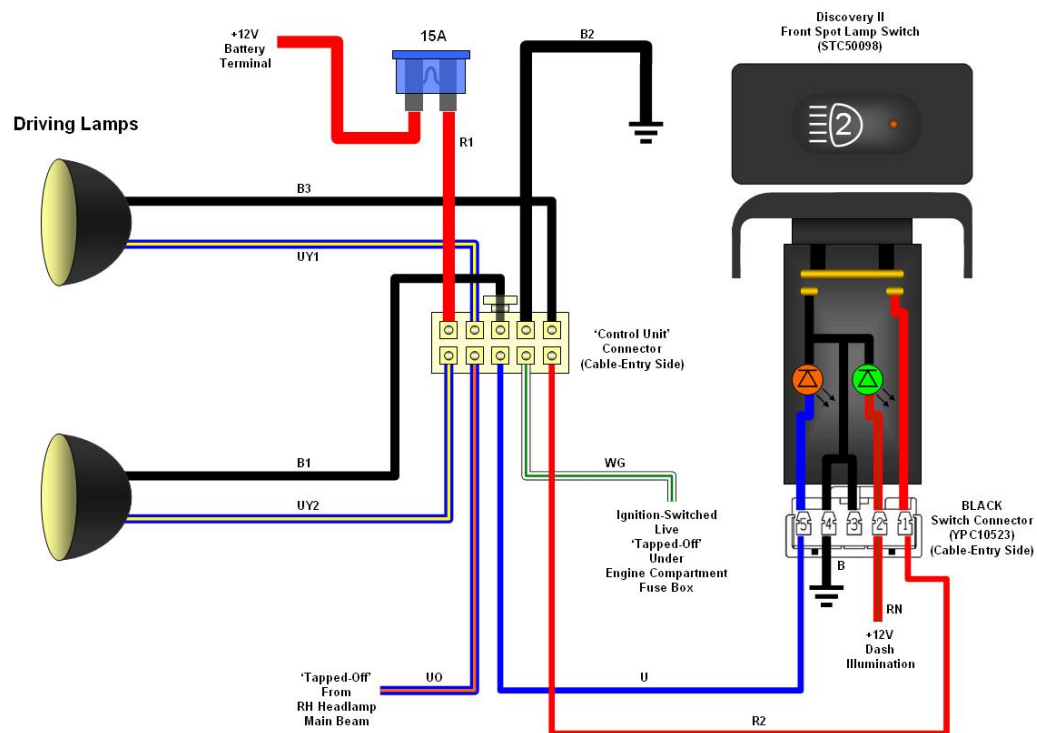 Discovery II
Front Spot Lamp Switch
(STC50098)
+12V
Battery
Terminal
15A
B2
2
Driving Lamps
R1
B3
UY1
'Control Unit'
Connector
(Cable-Entry Side)
B1
WG
UY2
Ignition-Switched
Live
'Tapped-Off'
Under
Engine Compartment
Fuse Box
5
4
3
2
1
BLACK
Switch Connector
(YPC10523)
(Cable-Entry Side)
B
RN
+12V
Dash
Illumination
'Tapped-Off'
From
RH Headlamp
Main Beam
UO
U
R2